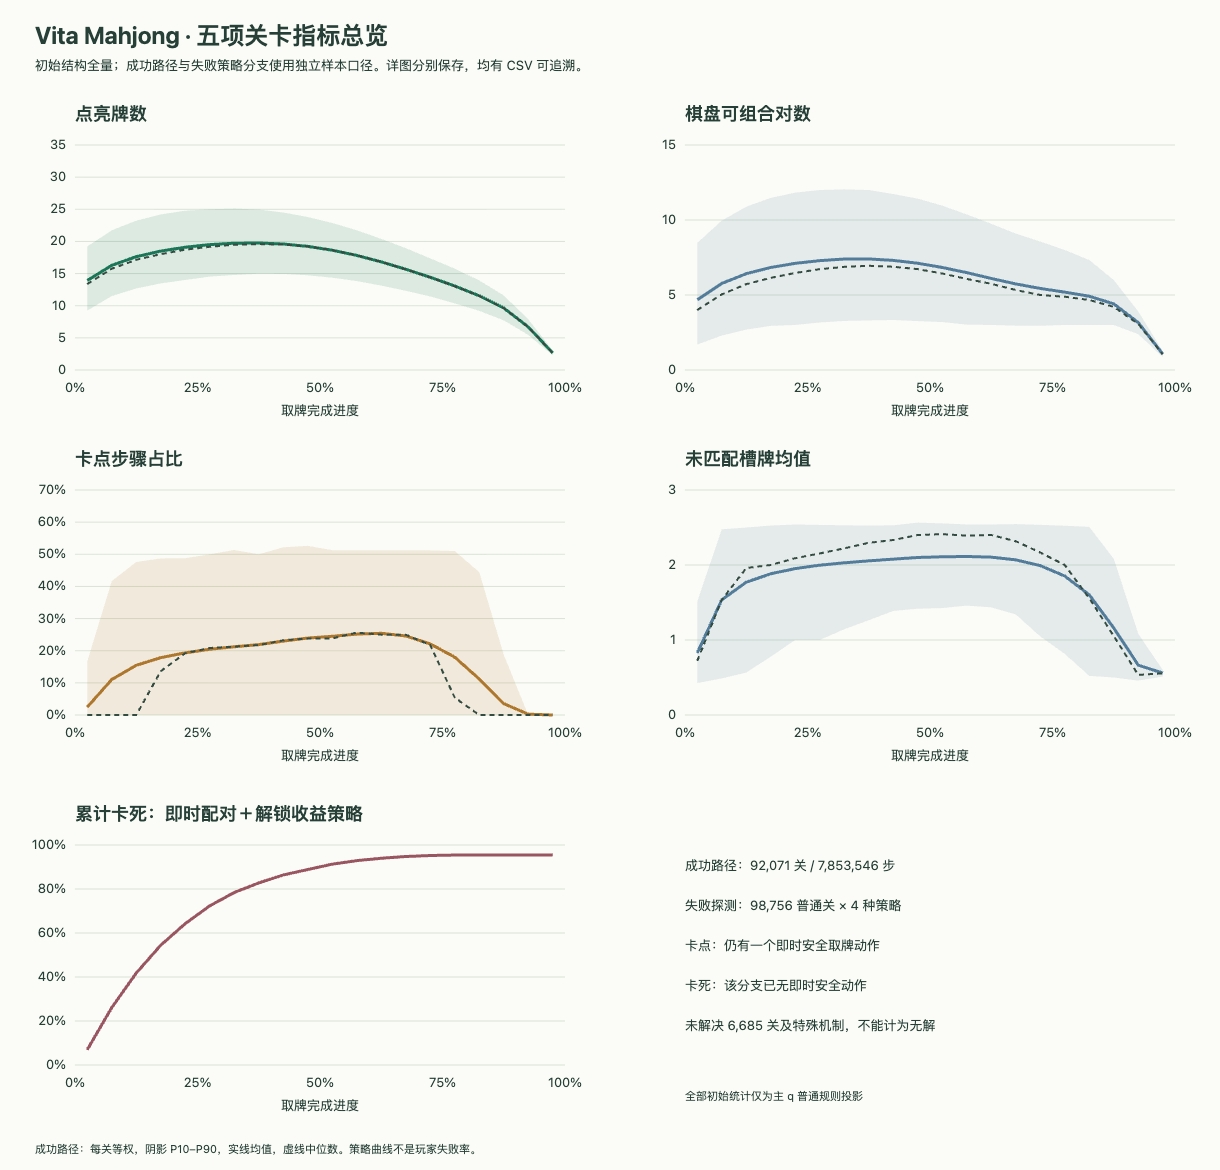 Vita Mahjong · 五项关卡指标总览
初始结构全量；成功路径与失败策略分支使用独立样本口径。详图分别保存，均有 CSV 可追溯。
点亮牌数
35
30
25
20
15
10
5
0
0% 25% 50% 75% 100%
取牌完成进度
棋盘可组合对数
15
10
5
0
0% 25% 50% 75% 100%
取牌完成进度
卡点步骤占比
70%
60%
50%
40%
30%
20%
10%
0%
0% 25% 50% 75% 100%
取牌完成进度
未匹配槽牌均值
3
2
1
0
0% 25% 50% 75% 100%
取牌完成进度
累计卡死：即时配对＋解锁收益策略
100%
80%
60%
40%
20%
0%
0% 25% 50% 75% 100%
取牌完成进度
成功路径：92,071 关 / 7,853,546 步
失败探测：98,756 普通关 × 4 种策略
卡点：仍有一个即时安全取牌动作
卡死：该分支已无即时安全动作
未解决 6,685 关及特殊机制，不能计为无解
全部初始统计仅为主 q 普通规则投影
成功路径：每关等权，阴影 P10–P90，实线均值，虚线中位数。策略曲线不是玩家失败率。